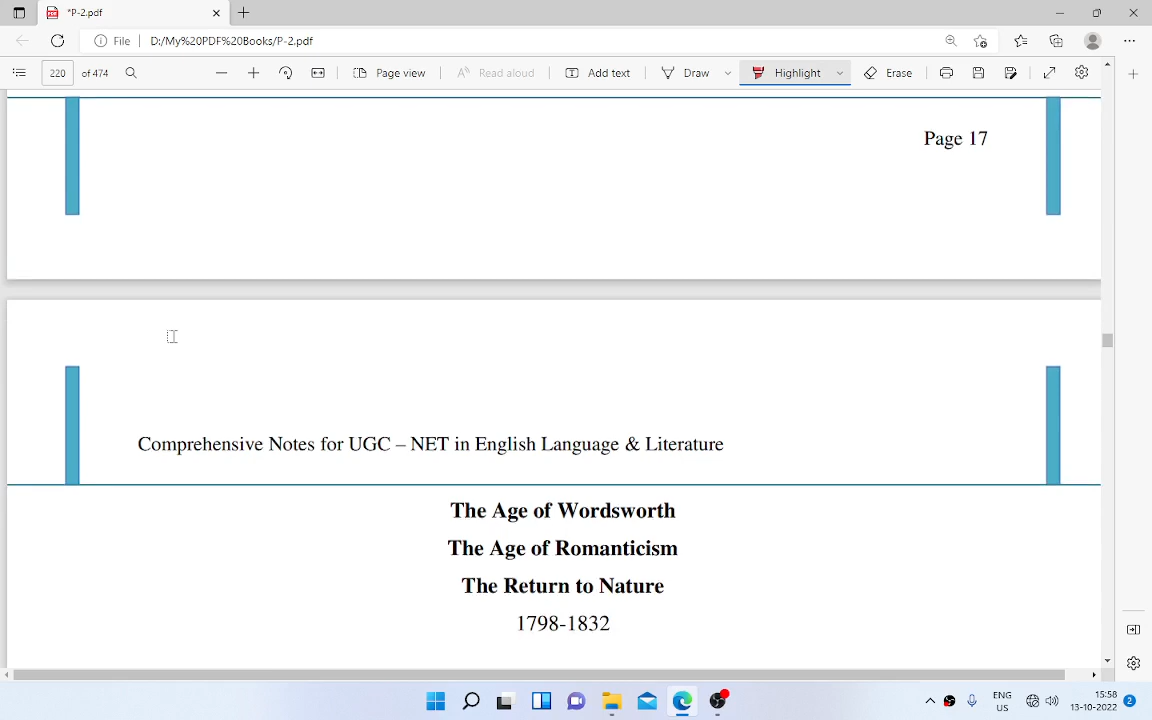 *P-2.pdf
File D:/My%20PDF%20Books/P-2.pdf
220 of 474 Page view Read aloud Add text Draw Highlight Erase
Page 17
Comprehensive Notes for UGC – NET in English Language & Literature
The Age of Wordsworth
The Age of Romanticism
The Return to Nature
1798-1832
ENG
US
15:58
13-10-2022
2